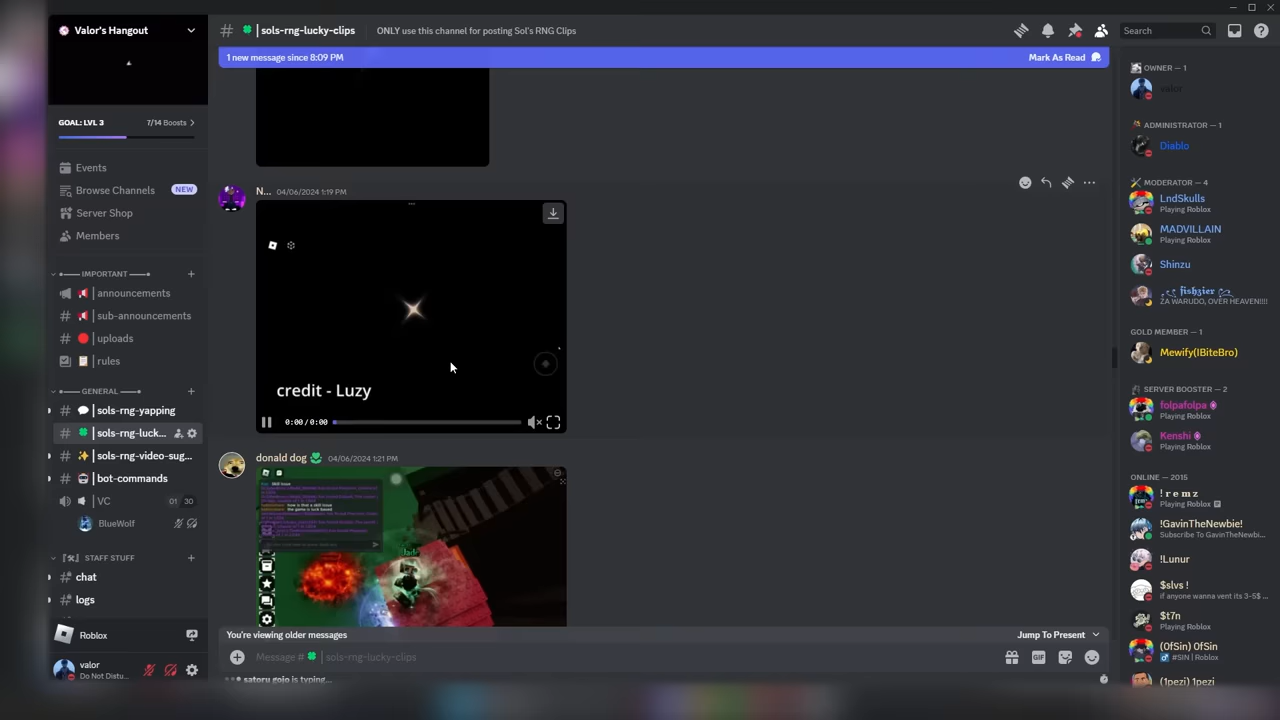 Valor's Hangout
GOAL: LVL 3 7/14 Boosts
Events
Browse Channels NEW
Server Shop
Members
IMPORTANT
announcements
sub-announcements
uploads
rules
GENERAL
sols-rng-yapping
sols-rng-luck...
sols-rng-video-sug...
bot-commands
VC 01 30
BlueWolf
STAFF STUFF
chat
logs
Roblox
valor
Do Not Distu...
# | sols-rng-lucky-clips ONLY use this channel for posting Sol's RNG Clips
1 new message since 8:09 PM Mark As Read
N... 04/06/2024 1:19 PM
credit - Luzy
0:00 / 0:00
donald dog 04/06/2024 1:21 PM
You're viewing older messages Jump To Present
Message # | sols-rng-lucky-clips
GIF
satoru gojo is typing...
Search
OWNER — 1
valor
ADMINISTRATOR — 1
Diablo
MODERATOR — 4
LndSkulls
Playing Roblox
MADVILLAIN
Playing Roblox
Shinzu
fishzier
ZA WARUDO, OVER HEAVEN!!!!
GOLD MEMBER — 1
Mewify(IBiteBro)
SERVER BOOSTER — 2
folpafolpa
Playing Roblox
Kenshi
Playing Roblox
ONLINE — 2015
! r e m z
Playing Roblox
!GavinTheNewbie!
Subscribe To GavinTheNewbi...
!Lunur
$slvs !
if anyone wanna vent its 3-5$ ...
$t7n
Playing Roblox
(0fSin) 0fSin
#SIN | Roblox
(1pezi) 1pezi